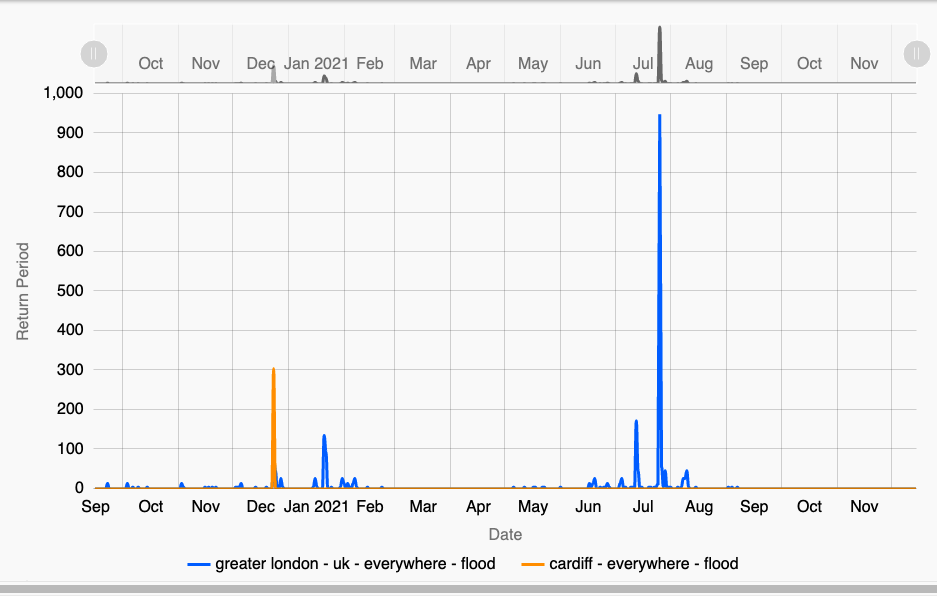 Oct Nov Dec Jan 2021 Feb Mar Apr May Jun Jul Aug Sep Oct Nov
1,000
900
800
700
600
500
400
300
200
100
0
Return Period
Sep Oct Nov Dec Jan 2021 Feb Mar Apr May Jun Jul Aug Sep Oct Nov
Date
greater london - uk - everywhere - flood cardiff - everywhere - flood